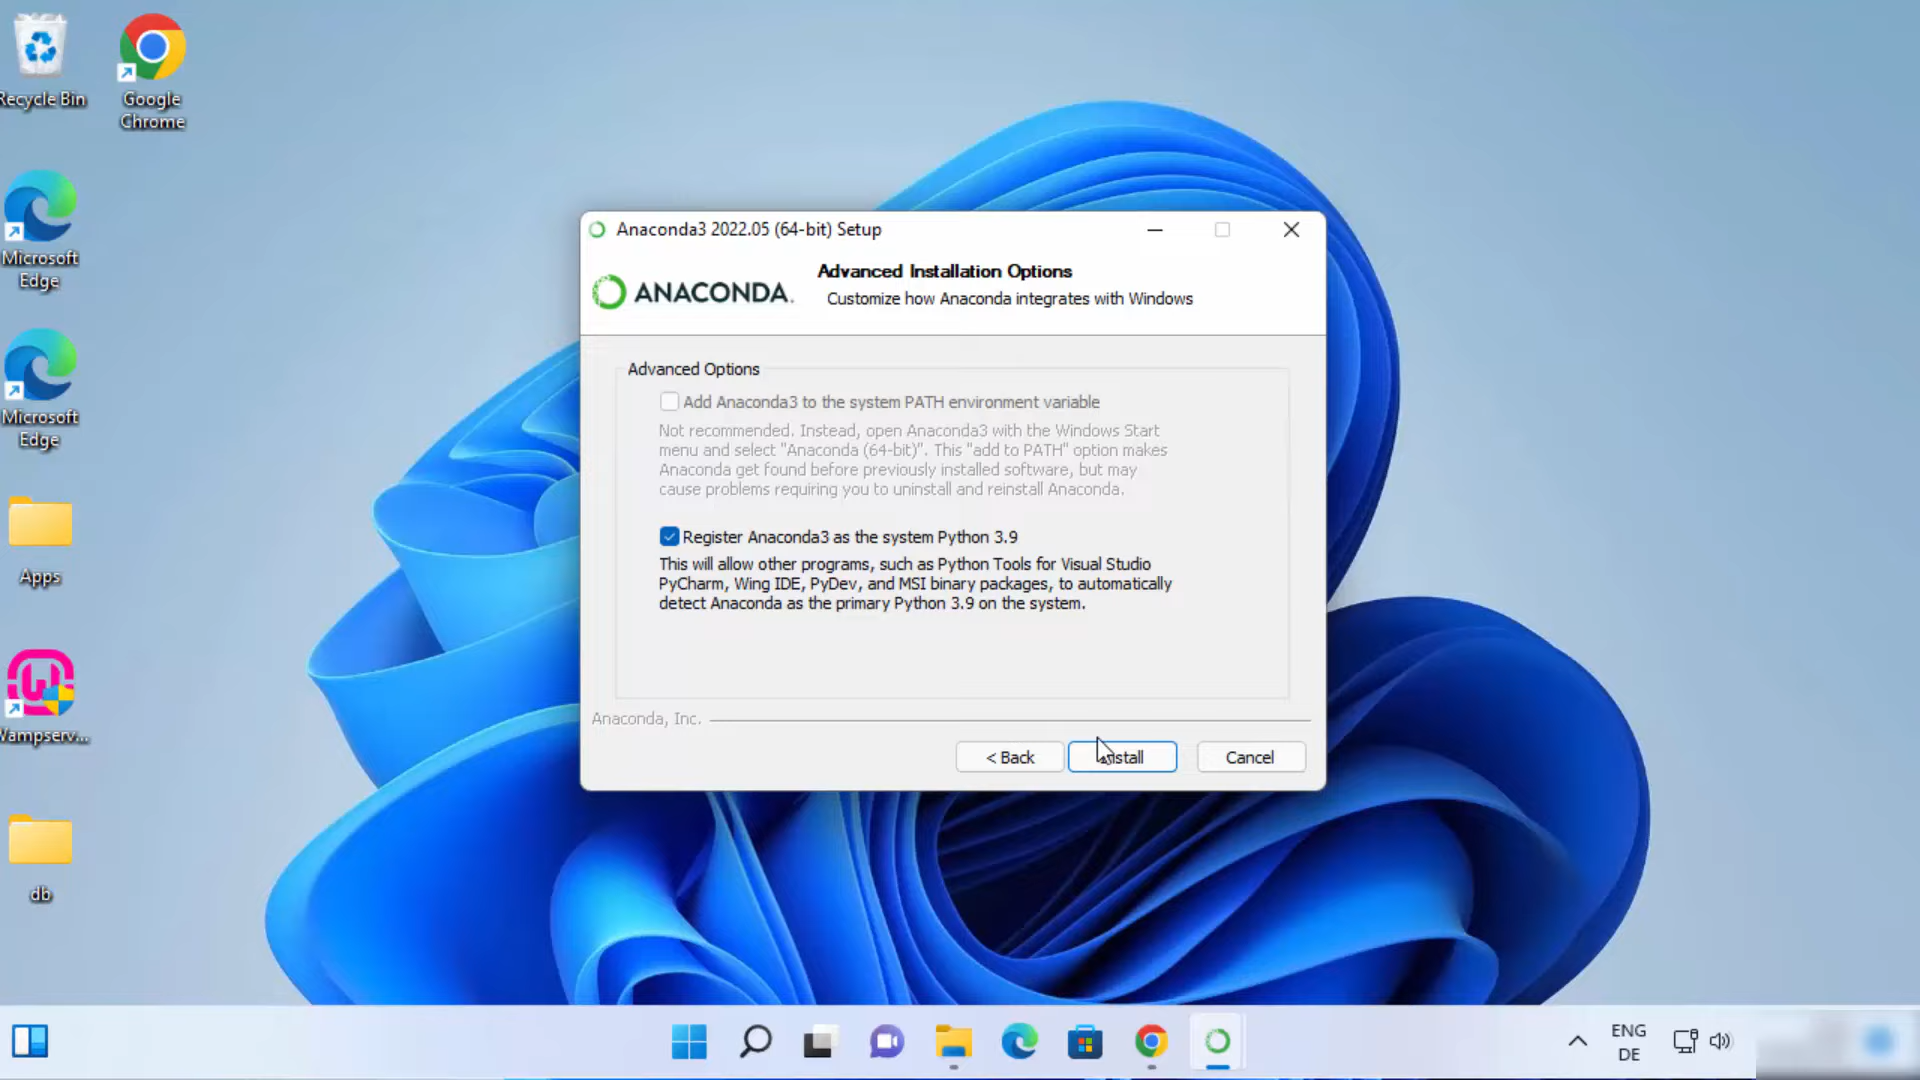 Recycle Bin
Google
Chrome
Microsoft
Edge
Microsoft
Edge
Apps
Wampserv...
db
Anaconda3 2022.05 (64-bit) Setup
ANACONDA.
Advanced Installation Options
Customize how Anaconda integrates with Windows
Advanced Options
Add Anaconda3 to the system PATH environment variable
Not recommended. Instead, open Anaconda3 with the Windows Start
menu and select "Anaconda (64-bit)". This "add to PATH" option makes
Anaconda get found before previously installed software, but may
cause problems requiring you to uninstall and reinstall Anaconda.
Register Anaconda3 as the system Python 3.9
This will allow other programs, such as Python Tools for Visual Studio
PyCharm, Wing IDE, PyDev, and MSI binary packages, to automatically
detect Anaconda as the primary Python 3.9 on the system.
Anaconda, Inc.
< Back
Install
Cancel
ENG
DE